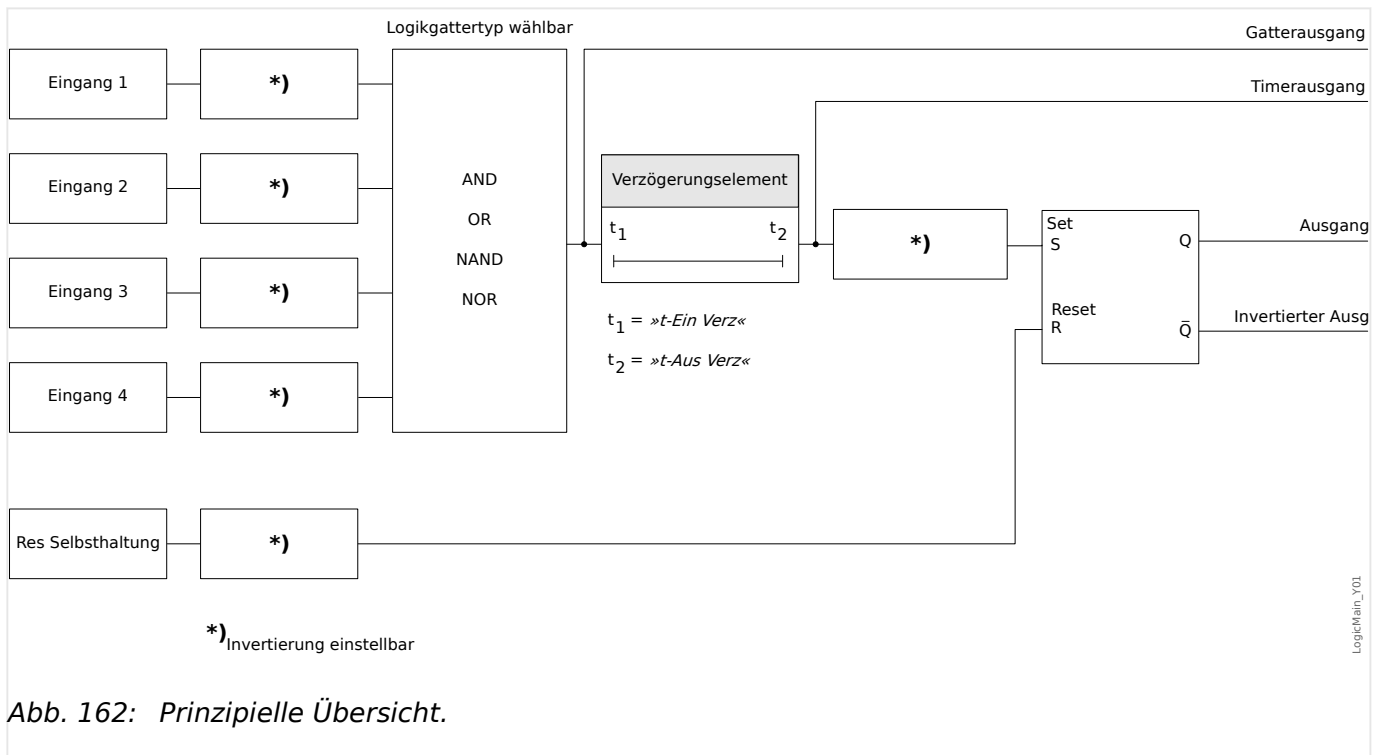 Logikgattertyp wählbar
Gatterausgang
Eingang 1
*)
Timerausgang
Eingang 2
*)
AND
OR
NAND
NOR
Verzögerungselement
t1
t2
*)
Set
S
Q
Ausgang
Eingang 3
*)
Reset
R
Q̄
Invertierter Ausg
t1 = »t-Ein Verz«
t2 = »t-Aus Verz«
Eingang 4
*)
Res Selbsthaltung
*)
*)Invertierung einstellbar
LogicMain_Y01
Abb. 162: Prinzipielle Übersicht.